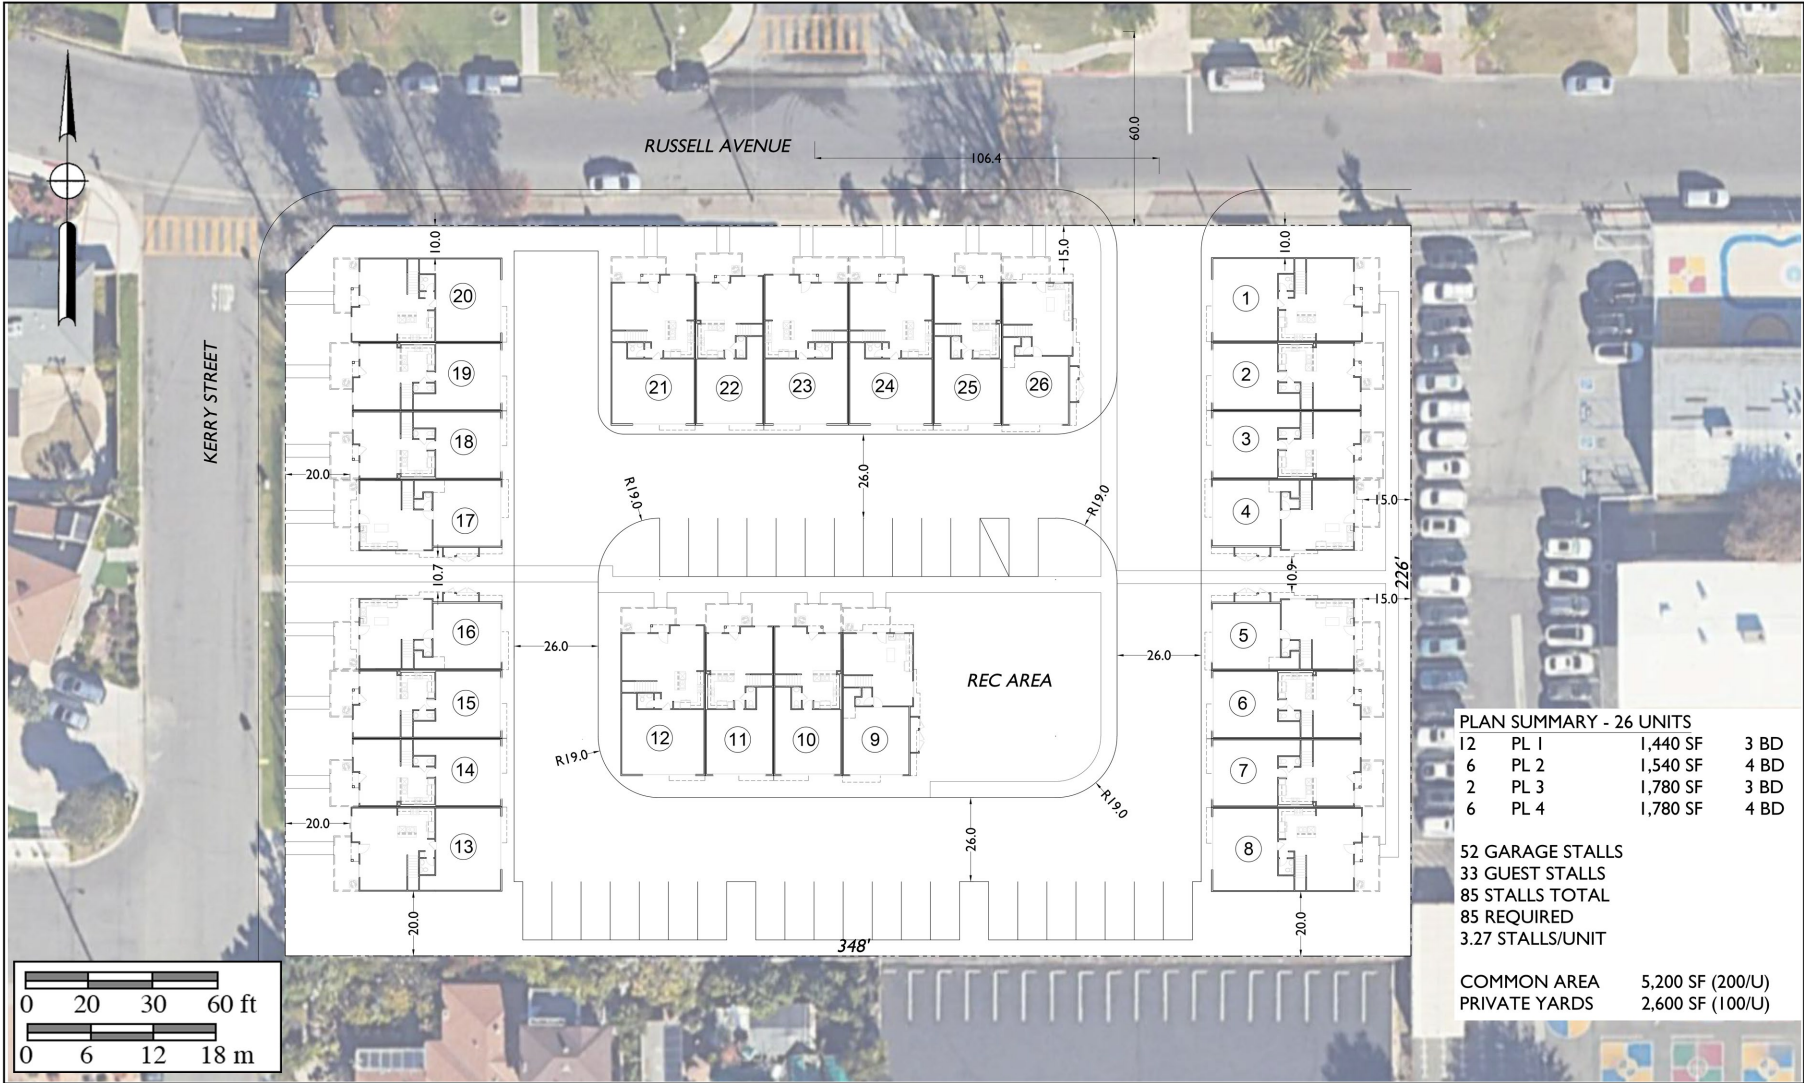 RUSSELL AVENUE
106.4
60.0
10.0
15.0
10.0
KERRY STREET
20
19
18
17
21
22
23
24
25
26
1
2
3
4
20.0
26.0
R19.0
R19.0
15.0
10.7
10.9
226'
15.0
16
15
14
13
26.0
12
11
10
9
REC AREA
26.0
5
6
7
8
R19.0
R19.0
20.0
26.0
20.0
20.0
348'
PLAN SUMMARY - 26 UNITS
12 PL 1 1,440 SF 3 BD
6 PL 2 1,540 SF 4 BD
2 PL 3 1,780 SF 3 BD
6 PL 4 1,780 SF 4 BD
52 GARAGE STALLS
33 GUEST STALLS
85 STALLS TOTAL
85 REQUIRED
3.27 STALLS/UNIT
COMMON AREA 5,200 SF (200/U)
PRIVATE YARDS 2,600 SF (100/U)
0 20 30 60 ft
0 6 12 18 m